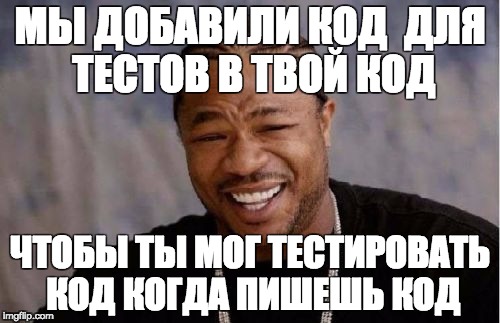 МЫ ДОБАВИЛИ КОД ДЛЯ
ТЕСТОВ В ТВОЙ КОД
ЧТОБЫ ТЫ МОГ ТЕСТИРОВАТЬ
КОД КОГДА ПИШЕШЬ КОД
imgflip.com